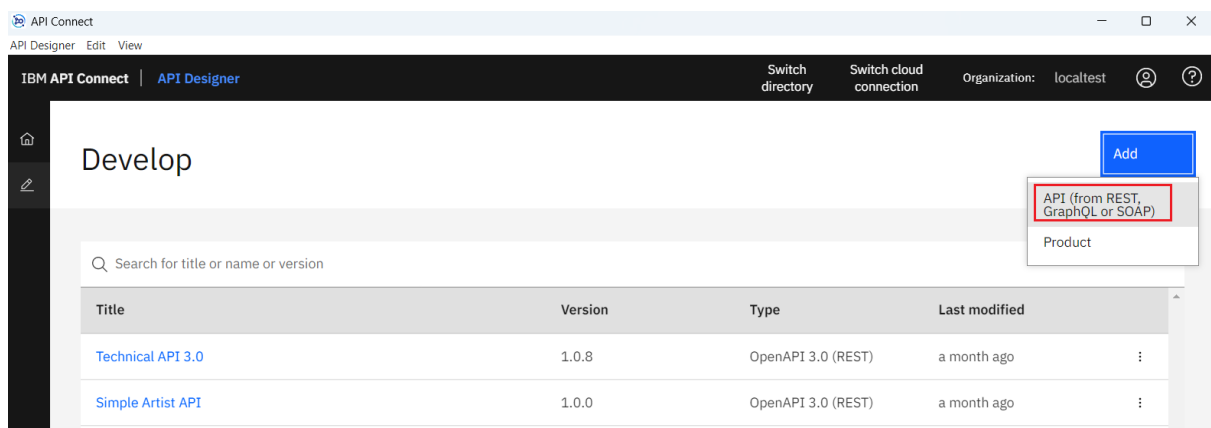 API Connect
API Designer Edit View
IBM API Connect | API Designer
Switch directory
Switch cloud connection
Organization: localtest
Develop
Add
API (from REST,
GraphQL or SOAP)
Product
Search for title or name or version
Title Version Type Last modified
Technical API 3.0 1.0.8 OpenAPI 3.0 (REST) a month ago
Simple Artist API 1.0.0 OpenAPI 3.0 (REST) a month ago